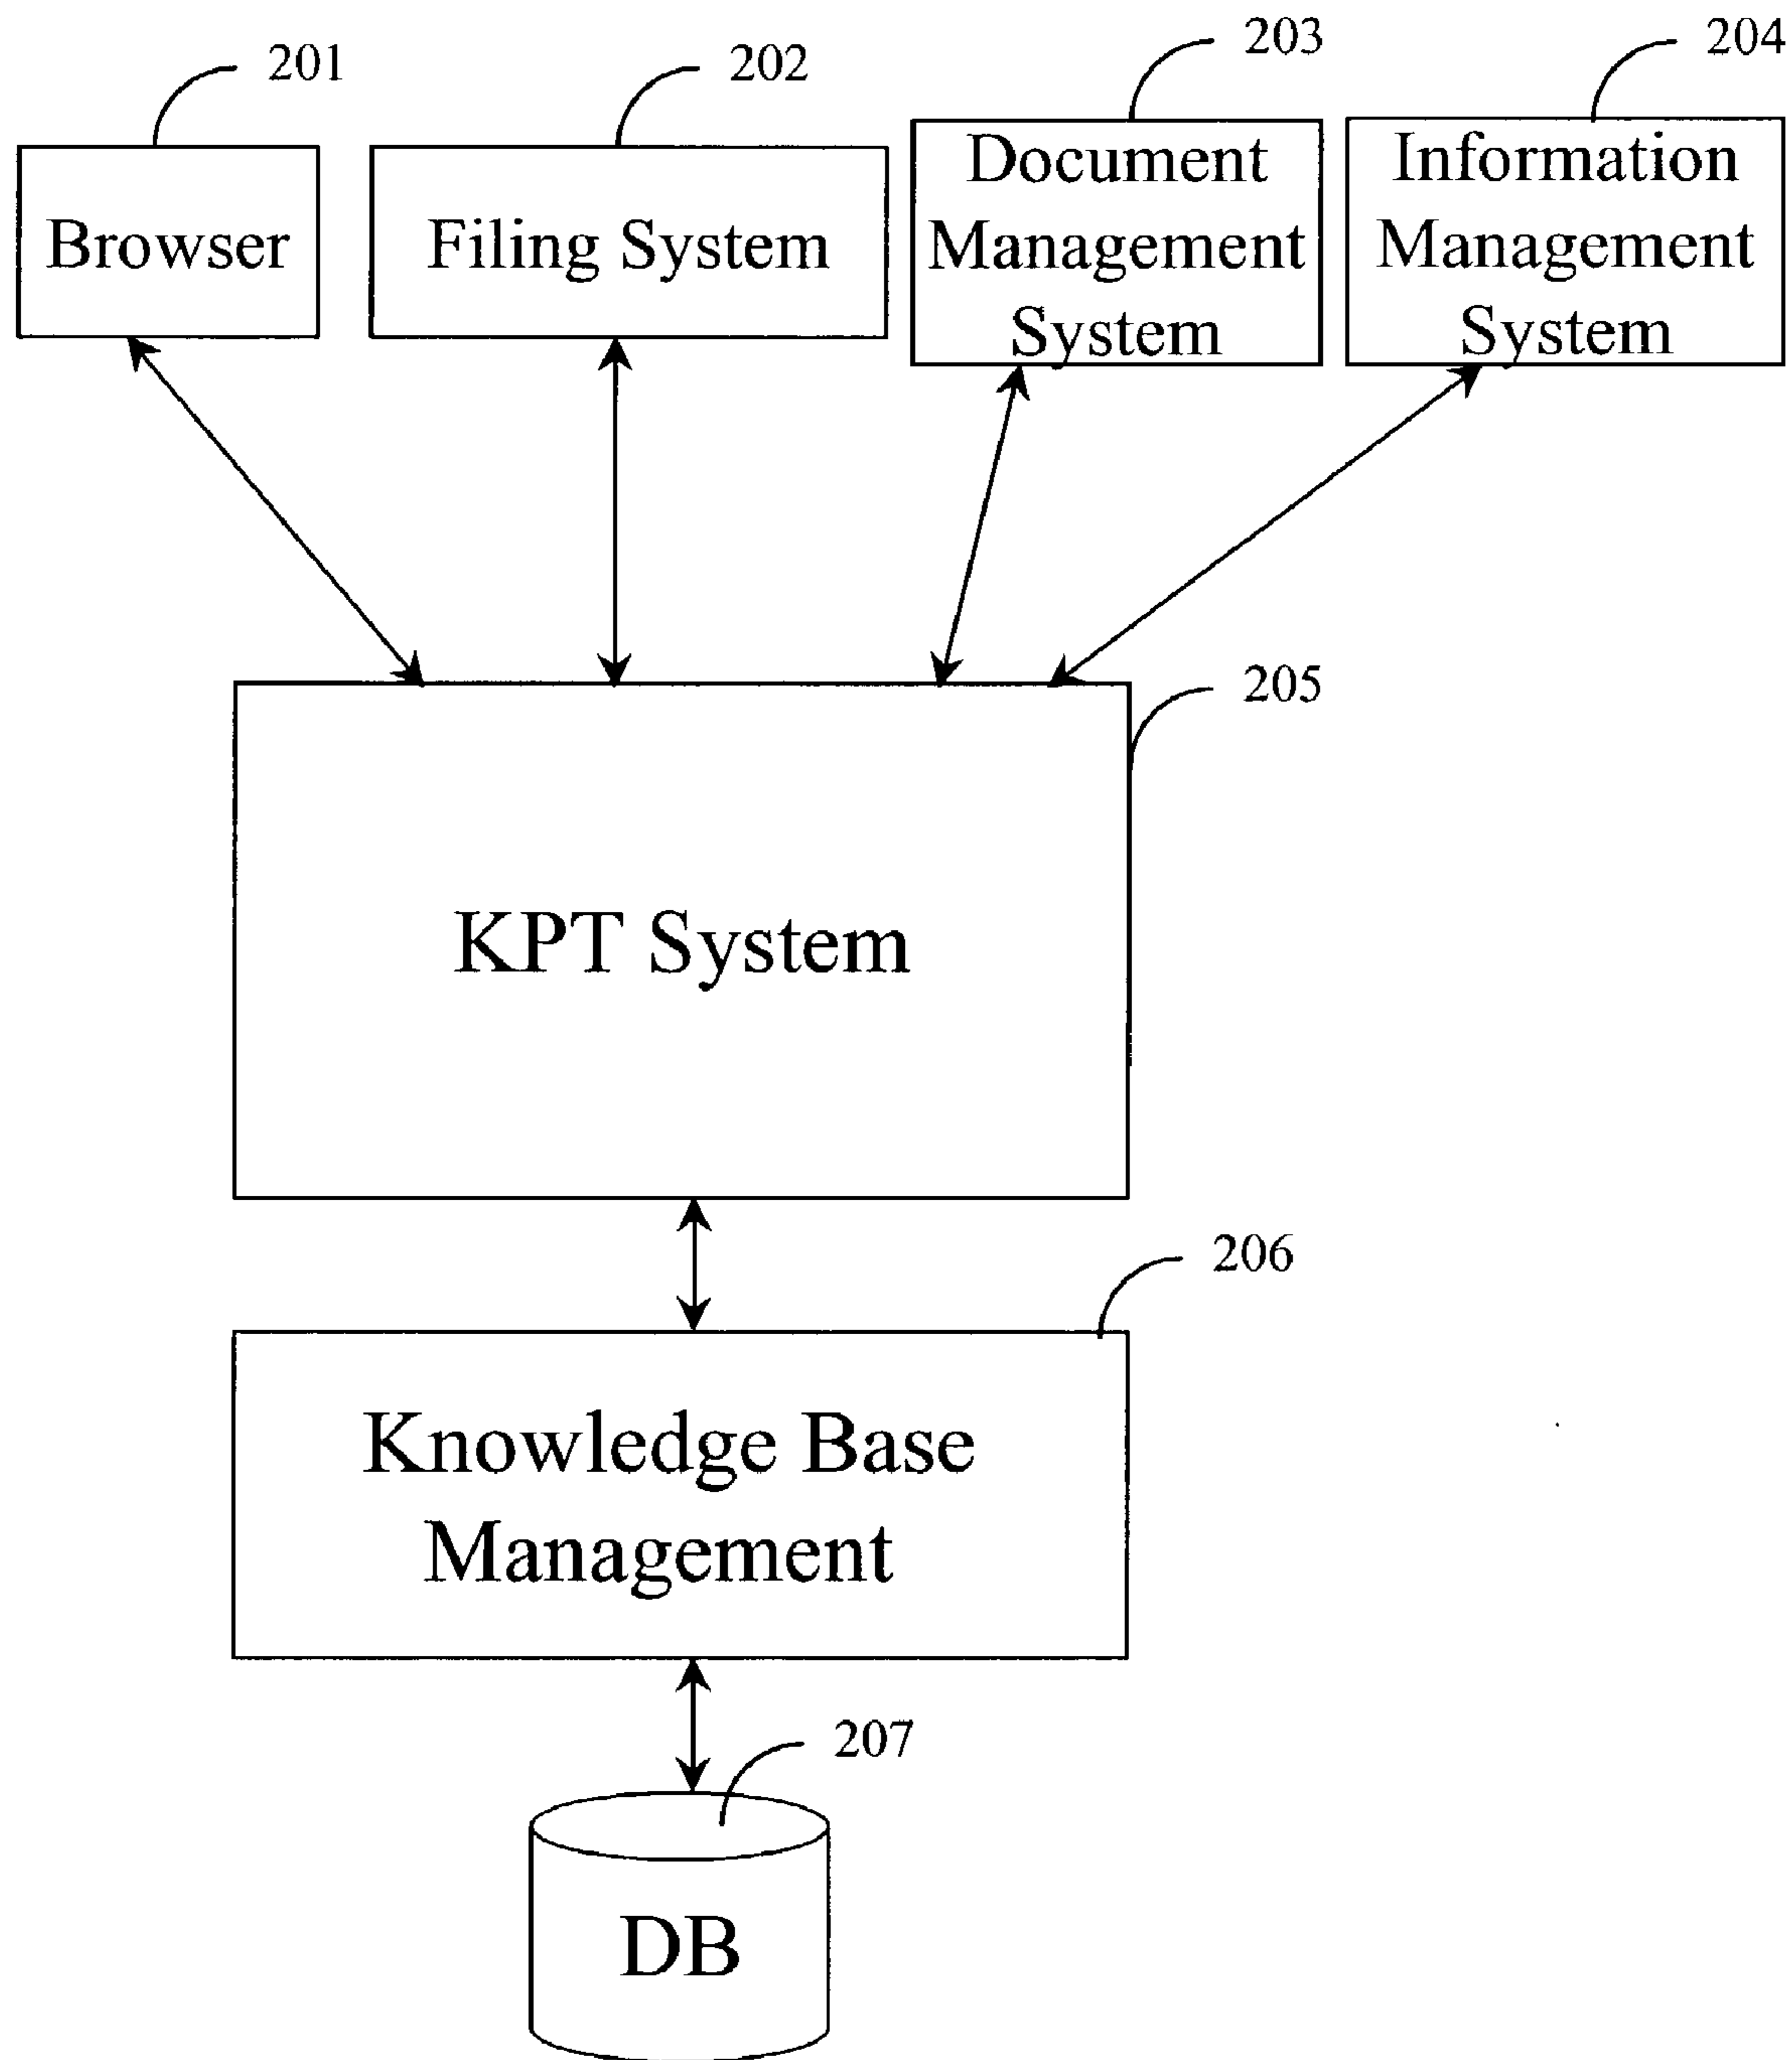 201
202
203
204
Browser
Filing System
Document
Management
System
Information
Management
System
205
KPT System
206
Knowledge Base
Management
207
DB